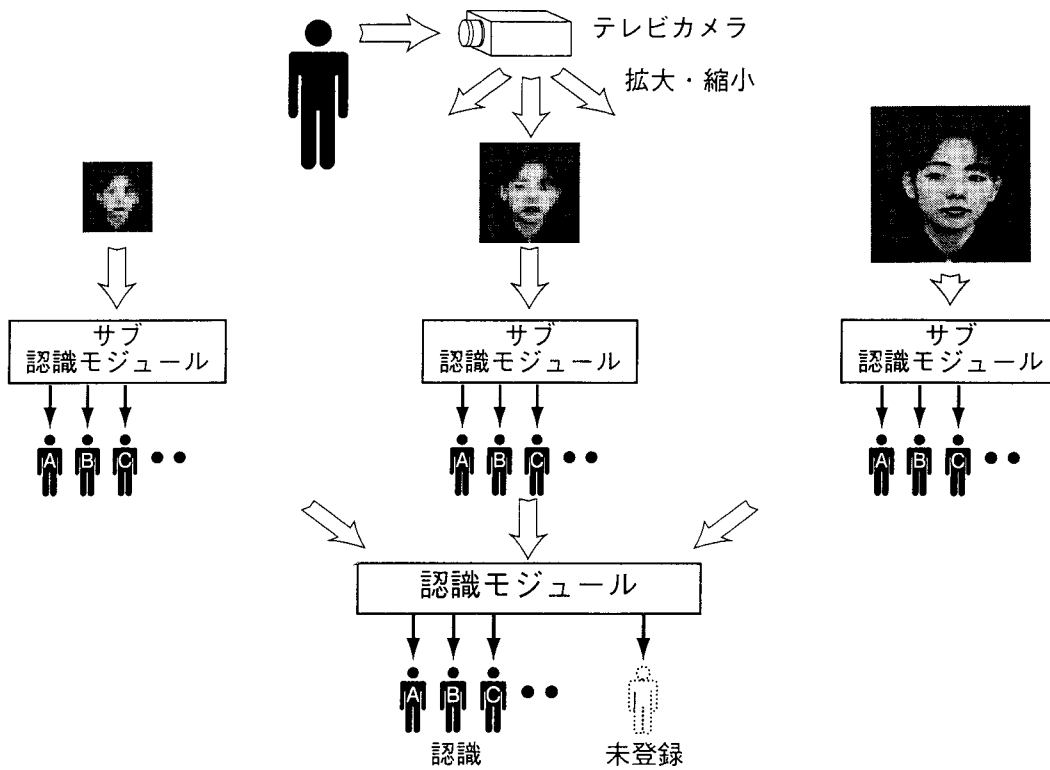 テレビカメラ
拡大・縮小
サブ
認識モジュール
サブ
認識モジュール
サブ
認識モジュール
A B C ••
A B C ••
A B C ••
認識モジュール
A B C ••
認識
未登録